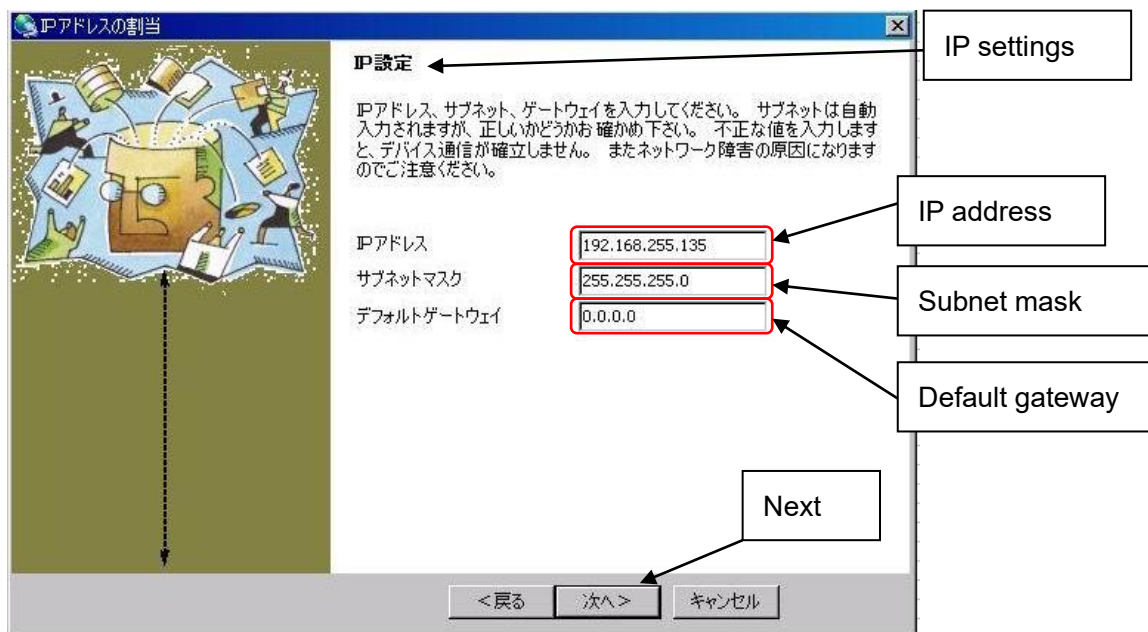 IPアドレスの割当
IP settings
IP設定
IPアドレス、サブネット、ゲートウェイを入力してください。 サブネットは自動
入力されますが、正しいかどうかお確かめ下さい。 不正な値を入力します
と、デバイス通信が確立しません。 またネットワーク障害の原因になります
のでご注意ください。
IP address
IPアドレス 192.168.255.135
サブネットマスク 255.255.255.0
Subnet mask
デフォルトゲートウェイ 0.0.0.0
Default gateway
Next
<戻る 次へ> キャンセル